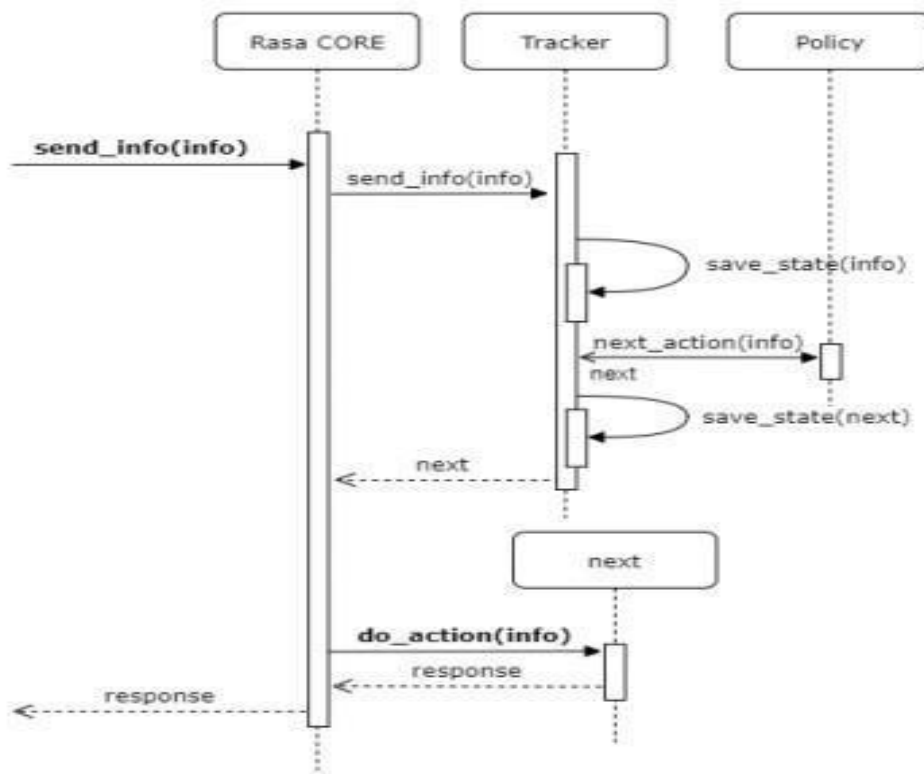 Rasa CORE
Tracker
Policy
send_info(info)
send_info(info)
save_state(info)
next_action(info)
next
save_state(next)
next
next
do_action(info)
response
response